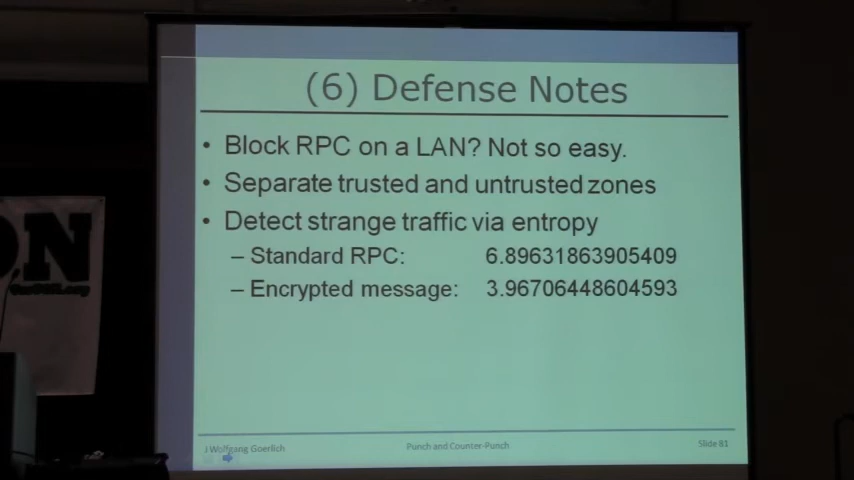 (6) Defense Notes
• Block RPC on a LAN? Not so easy.
• Separate trusted and untrusted zones
• Detect strange traffic via entropy
– Standard RPC: 6.89631863905409
– Encrypted message: 3.96706448604593
ON
J Wolfgang Goerlich Punch and Counter-Punch Slide 81